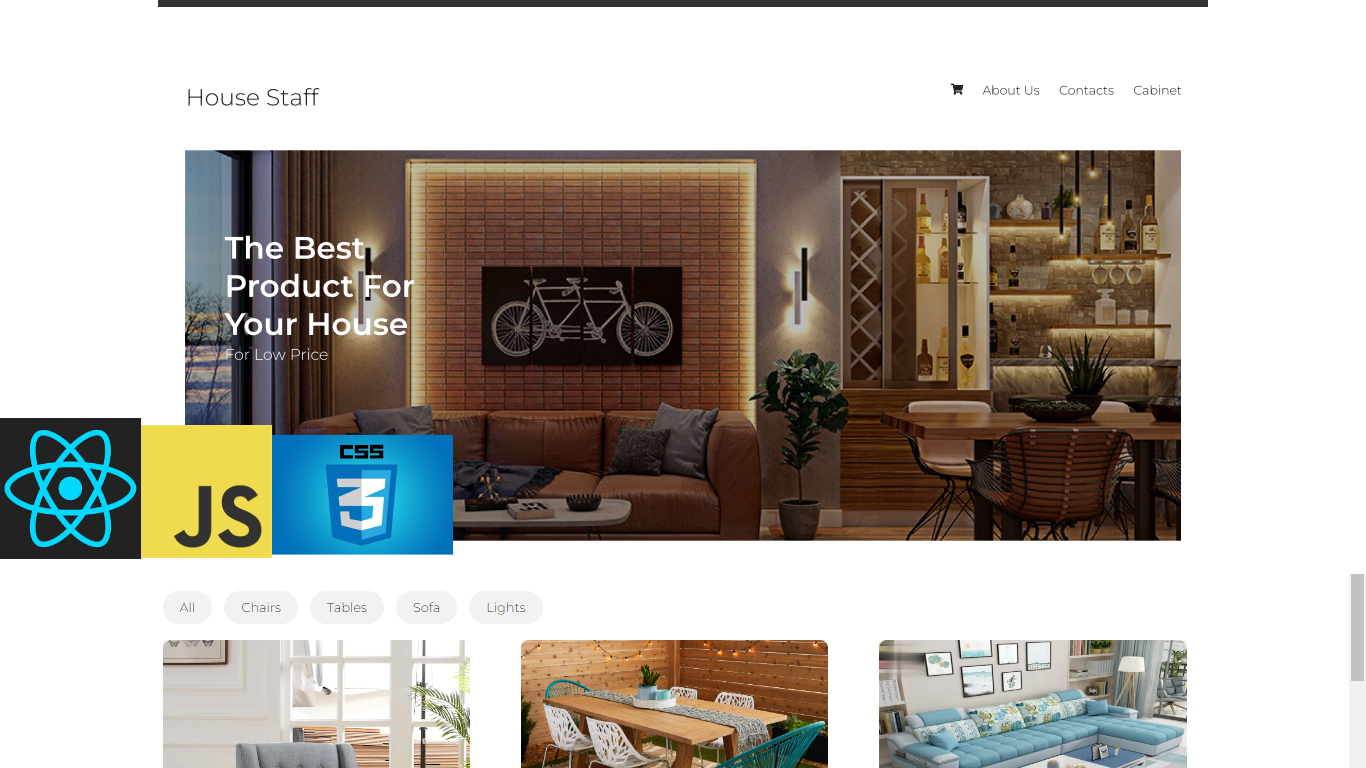 House Staff
About Us
Contacts
Cabinet
The Best
Product For
Your House
For Low Price
JS
CSS
3
All
Chairs
Tables
Sofa
Lights